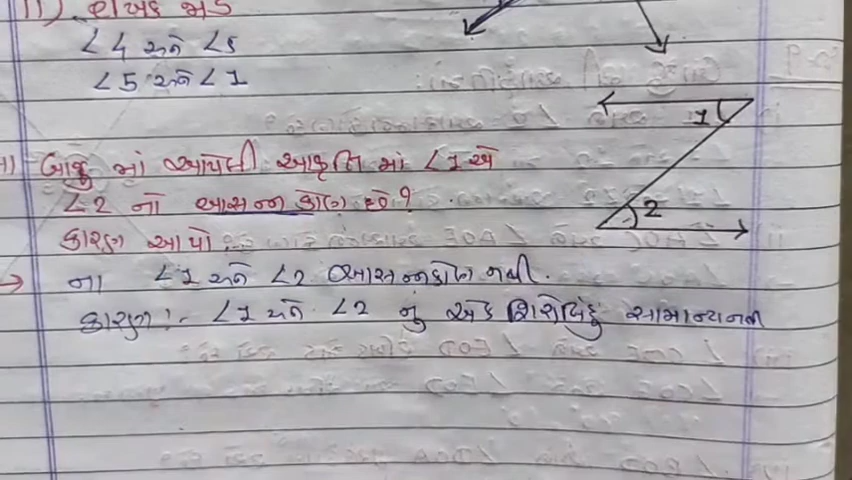 ∠4 અને ∠5
∠5 અને ∠1
1
2
બાજુ માં આપેલી આકૃતિ માં ∠1 એ
∠2 નો આસન્ન કોણ છે?
કારણ આપો.
→ ના ∠1 અને ∠2 આસન્નકોણ નથી.
કારણ:- ∠1 અને ∠2 નું એક શિરોબિંદુ સામાન્ય નથી